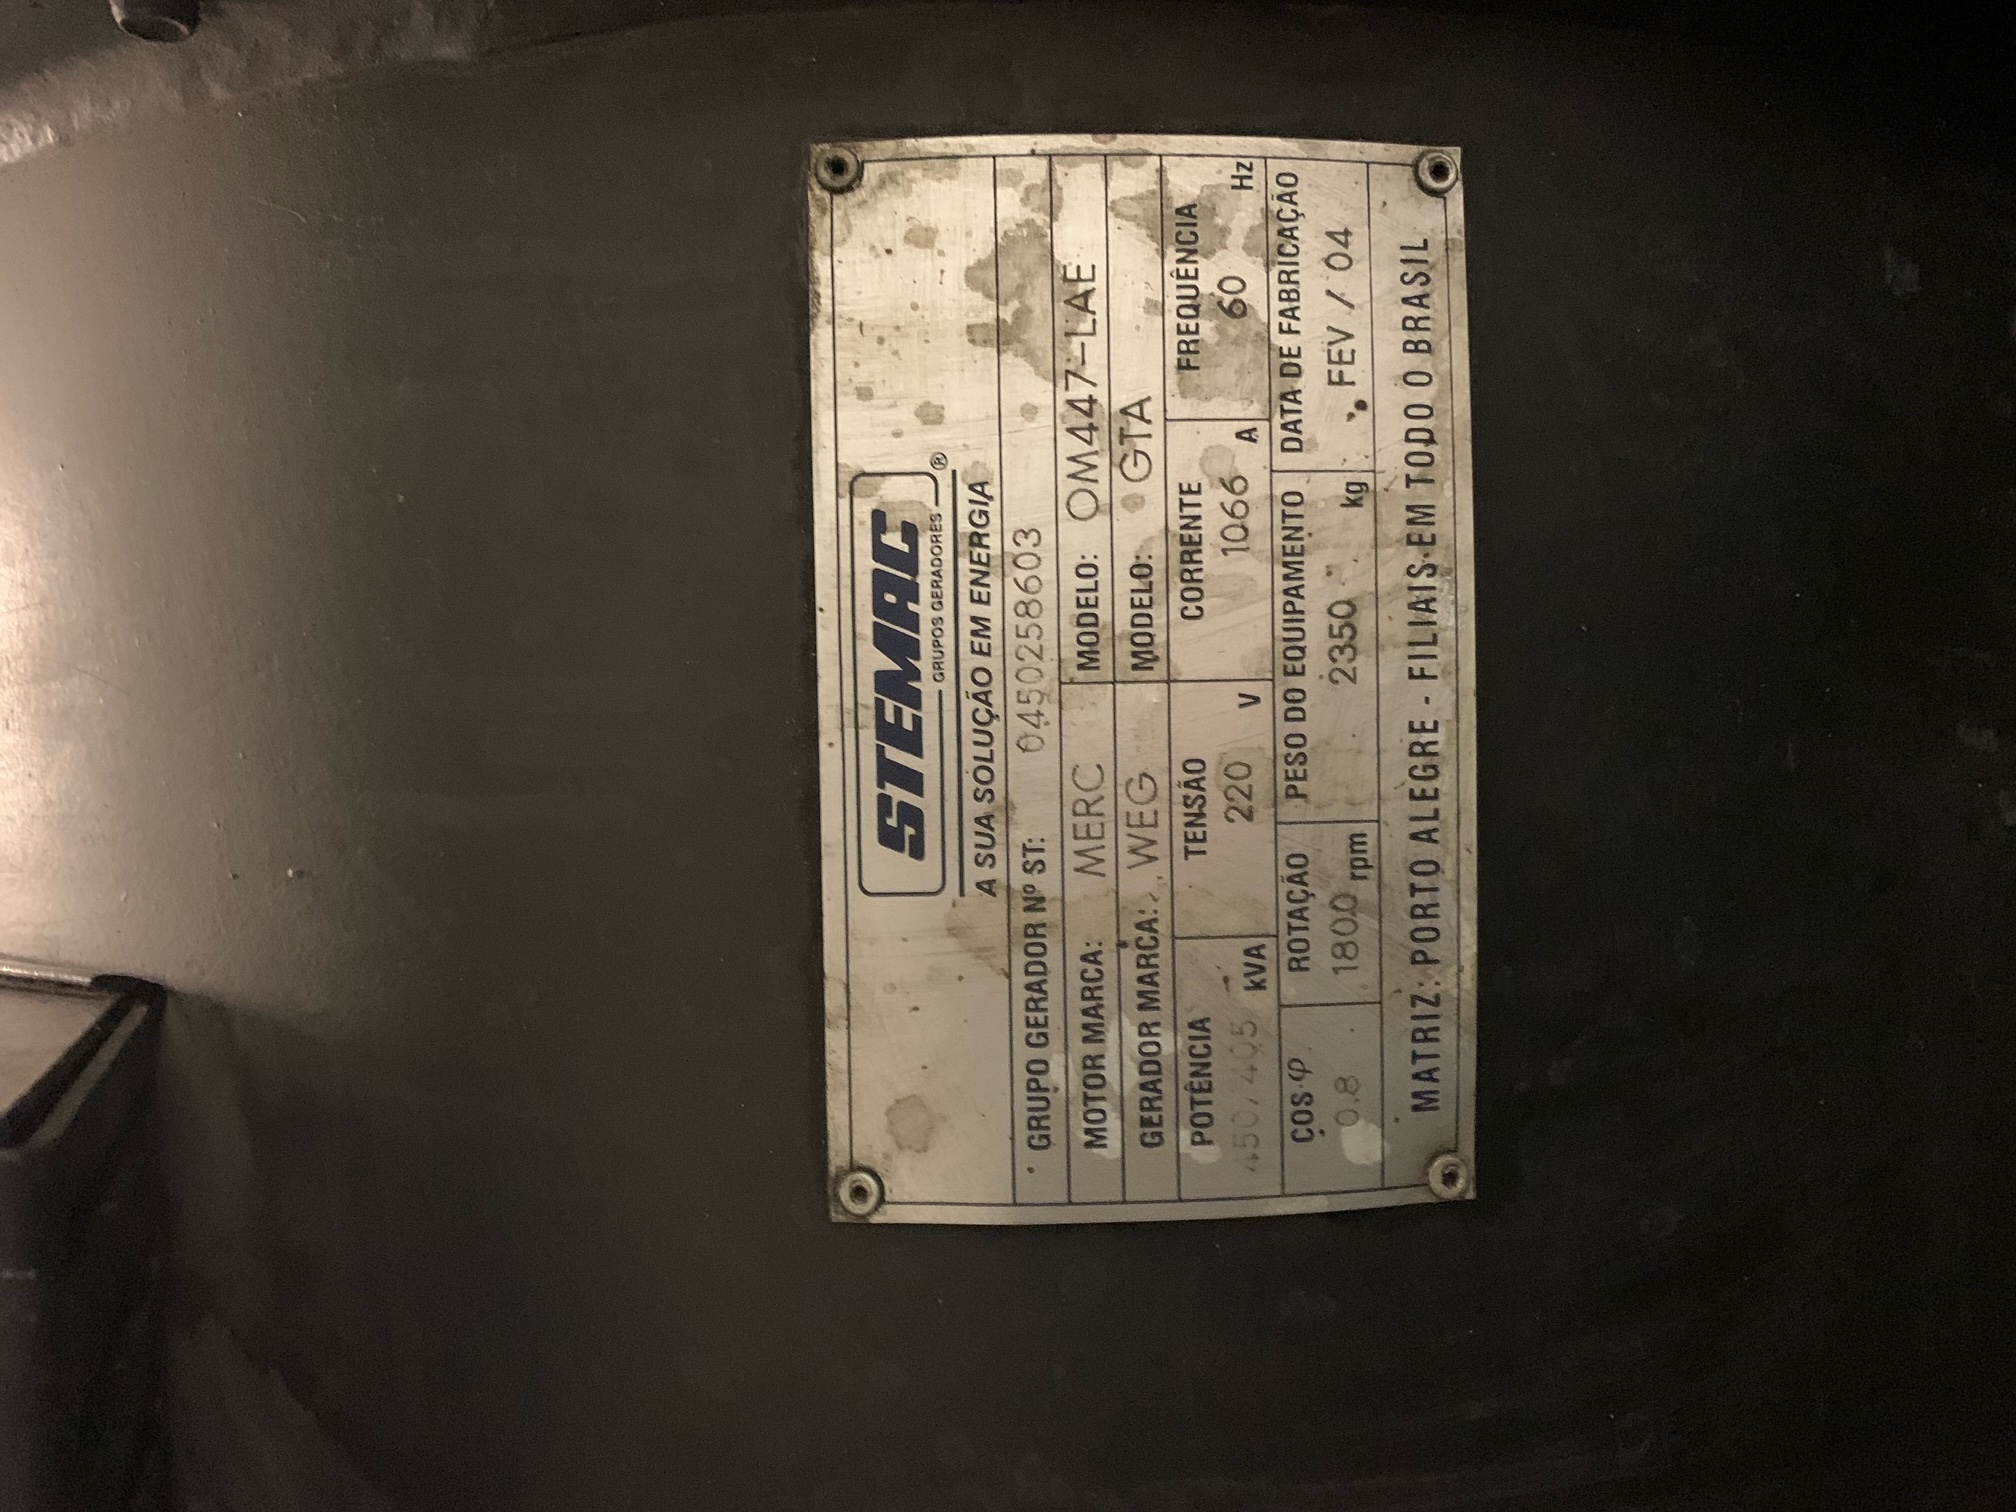 STEMAC
GRUPOS GERADORES ®
A SUA SOLUÇÃO EM ENERGIA
GRUPO GERADOR Nº ST: 0450258603
MOTOR MARCA: MERC MODELO: OM447-LAE
GERADOR MARCA: WEG MODELO: GTA
POTÊNCIA TENSÃO CORRENTE FREQUÊNCIA
450/405 kVA 220 V 1066 A 60 Hz
COS φ ROTAÇÃO PESO DO EQUIPAMENTO DATA DE FABRICAÇÃO
0.8 1800 rpm 2350 kg FEV / 04
MATRIZ: PORTO ALEGRE - FILIAIS EM TODO O BRASIL